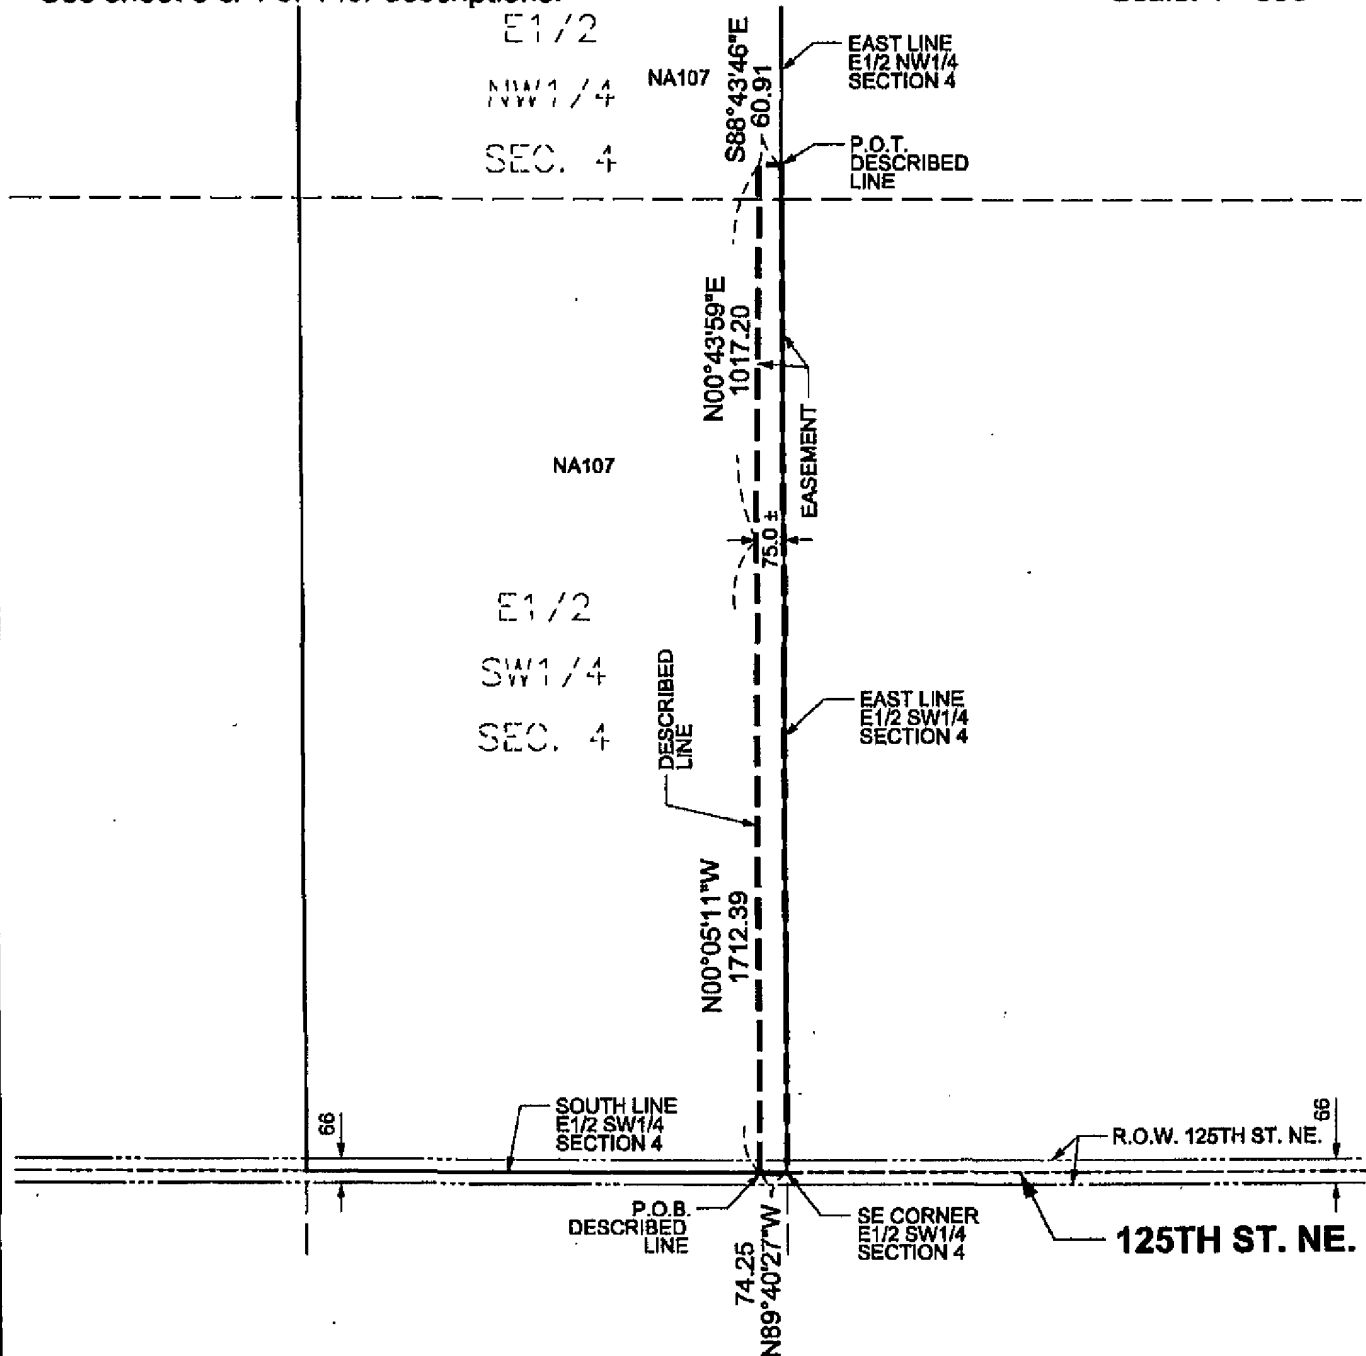 E1/2
NW1/4
SEC. 4
NA107
S88°43'46"E
60.91
EAST LINE
E1/2 NW1/4
SECTION 4
P.O.T.
DESCRIBED
LINE
N00°43'59"E
1017.20
EASEMENT
NA107
75.0 ±
E1/2
SW1/4
SEC. 4
DESCRIBED
LINE
EAST LINE
E1/2 SW1/4
SECTION 4
N00°05'11"W
1712.39
66
SOUTH LINE
E1/2 SW1/4
SECTION 4
R.O.W. 125TH ST. NE.
66
P.O.B.
DESCRIBED
LINE
74.25
N89°40'27"W
SE CORNER
E1/2 SW1/4
SECTION 4
125TH ST. NE.